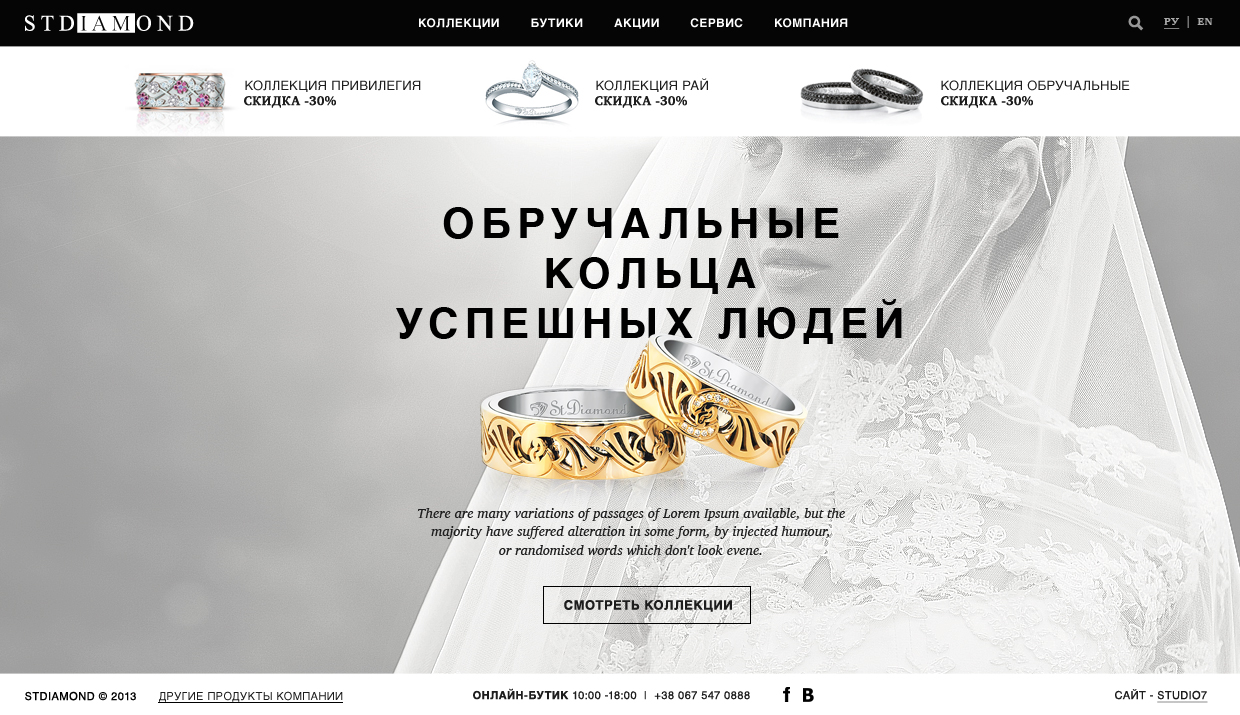 STDIAMOND
КОЛЛЕКЦИИ БУТИКИ АКЦИИ СЕРВИС КОМПАНИЯ
РУ | EN
КОЛЛЕКЦИЯ ПРИВИЛЕГИЯ
СКИДКА -30%
КОЛЛЕКЦИЯ РАЙ
СКИДКА -30%
КОЛЛЕКЦИЯ ОБРУЧАЛЬНЫЕ
СКИДКА -30%
ОБРУЧАЛЬНЫЕ
КОЛЬЦА
УСПЕШНЫХ ЛЮДЕЙ
St Diamond
St Diamond
There are many variations of passages of Lorem Ipsum available, but the
majority have suffered alteration in some form, by injected humour,
or randomised words which don't look evene.
СМОТРЕТЬ КОЛЛЕКЦИИ
STDIAMOND © 2013 ДРУГИЕ ПРОДУКТЫ КОМПАНИИ
ОНЛАЙН-БУТИК 10:00 -18:00 | +38 067 547 0888
f В
САЙТ - STUDIO7